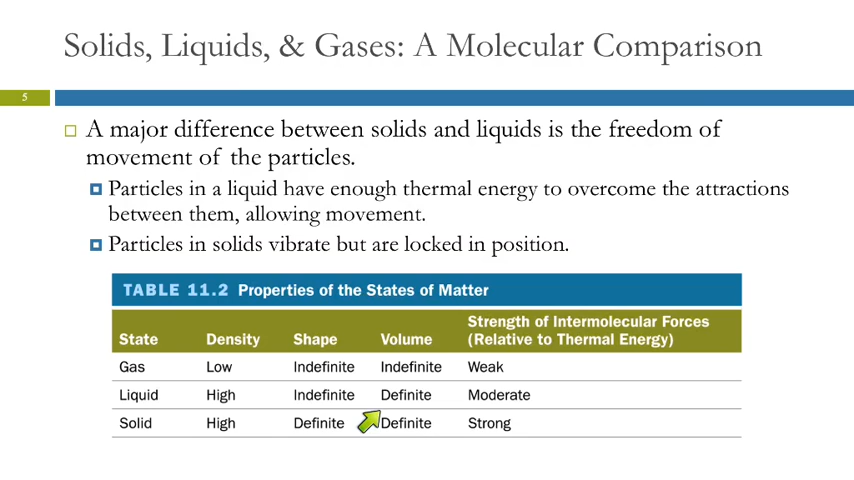 Solids, Liquids, & Gases: A Molecular Comparison
5
A major difference between solids and liquids is the freedom of
movement of the particles.
Particles in a liquid have enough thermal energy to overcome the attractions
between them, allowing movement.
Particles in solids vibrate but are locked in position.
TABLE 11.2 Properties of the States of Matter
Strength of Intermolecular Forces
State Density Shape Volume (Relative to Thermal Energy)
Gas Low Indefinite Indefinite Weak
Liquid High Indefinite Definite Moderate
Solid High Definite Definite Strong